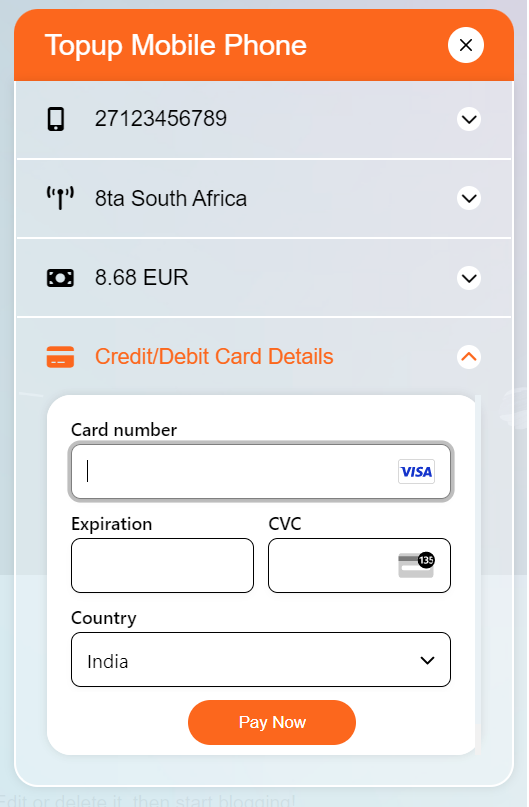 Topup Mobile Phone
27123456789
8ta South Africa
8.68 EUR
Credit/Debit Card Details
Card number
VISA
Expiration CVC
135
Country
India
Pay Now
Edit or delete it, then start blogging!